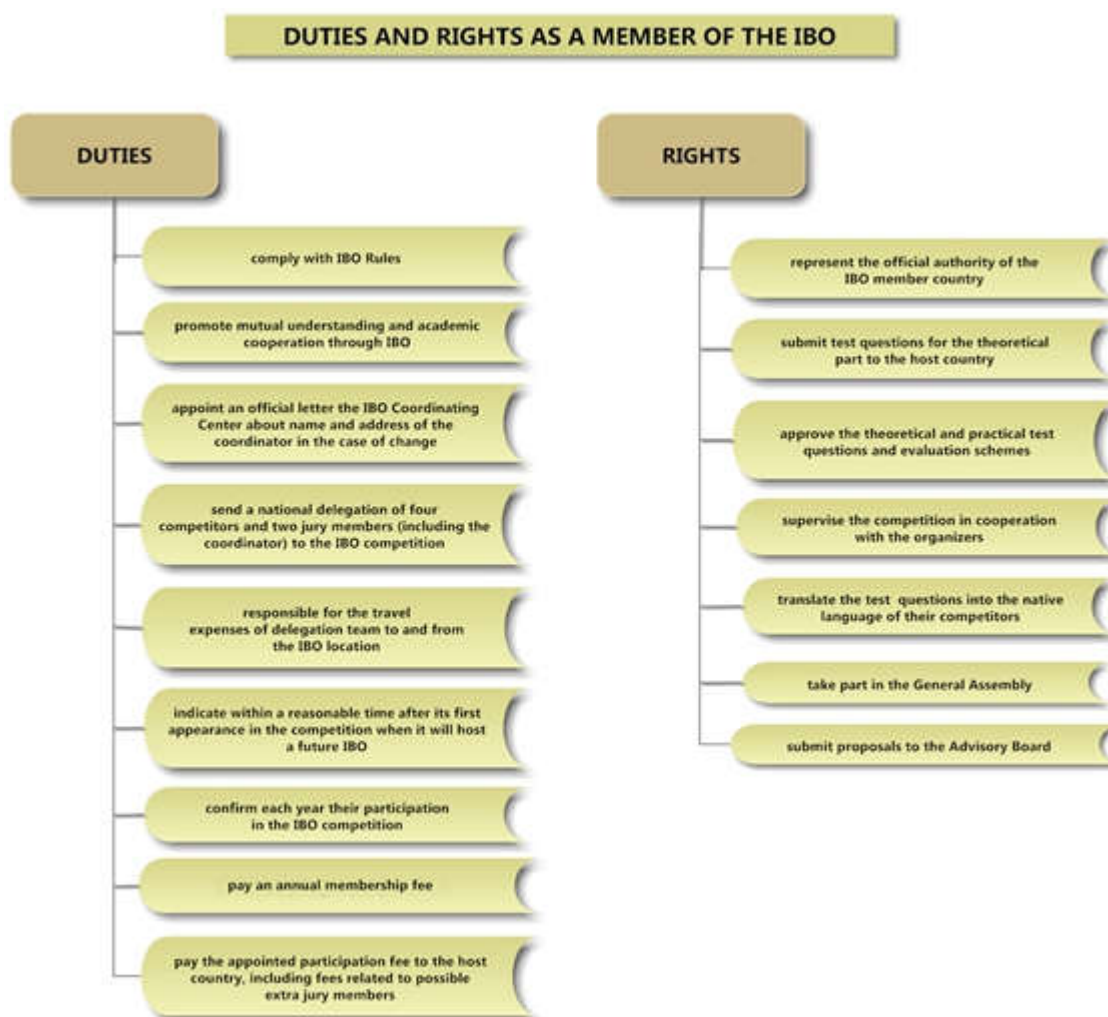 DUTIES AND RIGHTS AS A MEMBER OF THE IBO
DUTIES
comply with IBO Rules
promote mutual understanding and academic
cooperation through IBO
appoint an official letter the IBO Coordinating
Center about name and address of the
coordinator in the case of change
send a national delegation of four
competitors and two jury members (including the
coordinator) to the IBO competition
responsible for the travel
expenses of delegation team to and from
the IBO location
indicate within a reasonable time after its first
appearance in the competition when it will host
a future IBO
confirm each year their participation
in the IBO competition
pay an annual membership fee
pay the appointed participation fee to the host
country, including fees related to possible
extra jury members
RIGHTS
represent the official authority of the
IBO member country
submit test questions for the theoretical
part to the host country
approve the theoretical and practical test
questions and evaluation schemes
supervise the competition in cooperation
with the organizers
translate the test questions into the native
language of their competitors
take part in the General Assembly
submit proposals to the Advisory Board